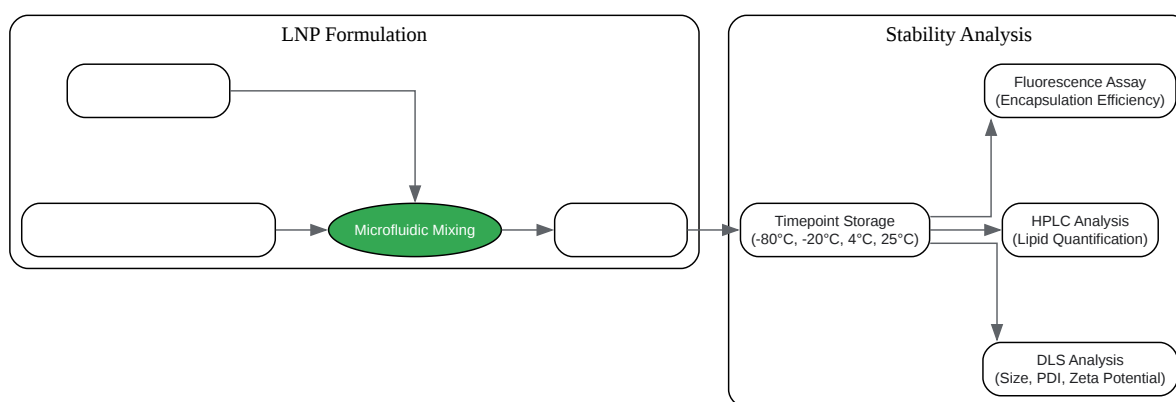 LNP Formulation
Microfluidic Mixing
Stability Analysis
Timepoint Storage
(-80°C, -20°C, 4°C, 25°C)
Fluorescence Assay
(Encapsulation Efficiency)
HPLC Analysis
(Lipid Quantification)
DLS Analysis
(Size, PDI, Zeta Potential)